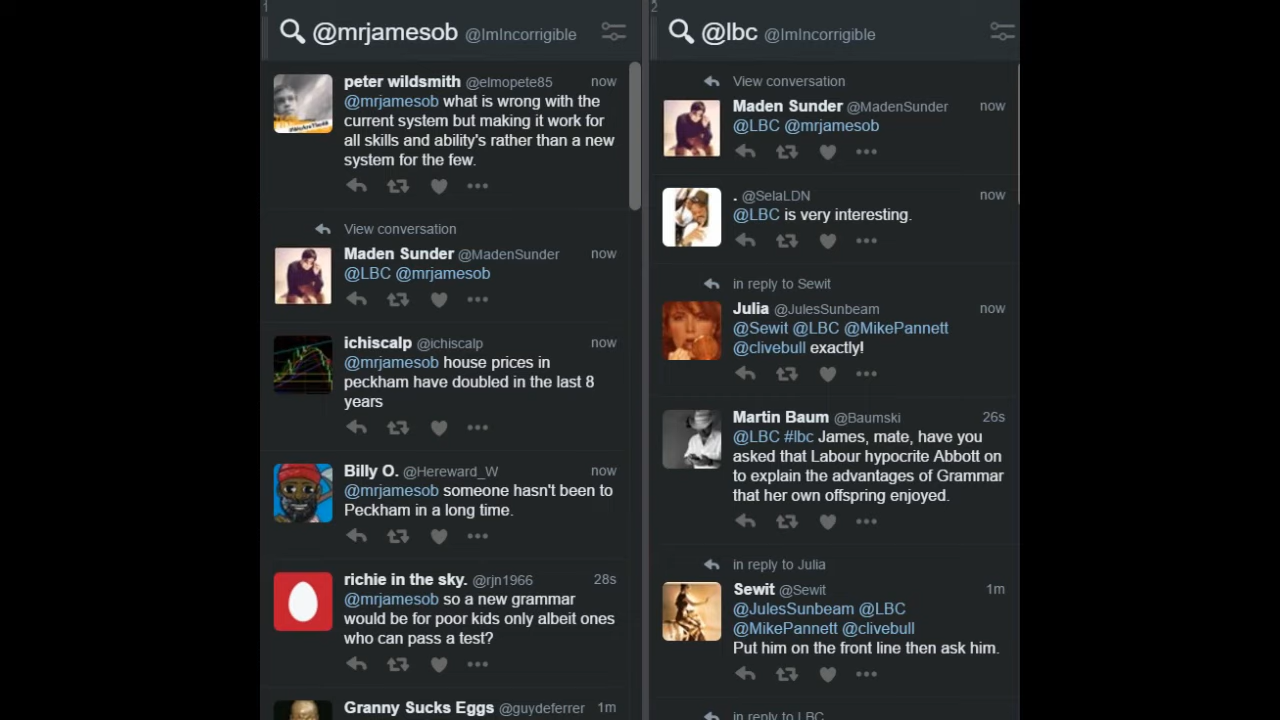 1
@mrjamesob @ImIncorrigible
peter wildsmith @elmopete85 now
@mrjamesob what is wrong with the
current system but making it work for
all skills and ability's rather than a new
system for the few.
View conversation
Maden Sunder @MadenSunder now
@LBC @mrjamesob
ichiscalp @ichiscalp now
@mrjamesob house prices in
peckham have doubled in the last 8
years
Billy O. @Hereward_W now
@mrjamesob someone hasn't been to
Peckham in a long time.
richie in the sky. @rjn1966 28s
@mrjamesob so a new grammar
would be for poor kids only albeit ones
who can pass a test?
Granny Sucks Eggs @guydeferrer 1m
2
@lbc @ImIncorrigible
View conversation
Maden Sunder @MadenSunder now
@LBC @mrjamesob
. @SelaLDN now
@LBC is very interesting.
in reply to Sewit
Julia @JulesSunbeam now
@Sewit @LBC @MikePannett
@clivebull exactly!
Martin Baum @Baumski 26s
@LBC #lbc James, mate, have you
asked that Labour hypocrite Abbott on
to explain the advantages of Grammar
that her own offspring enjoyed.
in reply to Julia
Sewit @Sewit 1m
@JulesSunbeam @LBC
@MikePannett @clivebull
Put him on the front line then ask him.
in reply to LBC